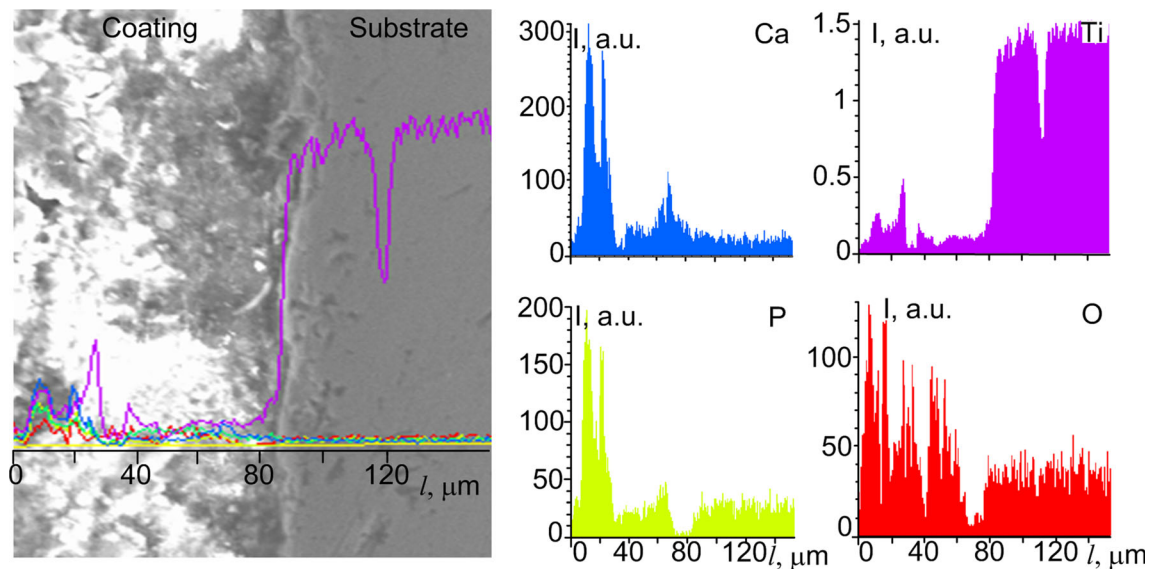 Coating Substrate
0 40 80 120 l, μm
300 I, a.u. Ca
200
100
0
1.5 I, a.u. Ti
1
0.5
0
200 I, a.u. P
150
100
50
0
0 40 80 120 l, μm
I, a.u. O
100
50
0
0 40 80 120 l, μm